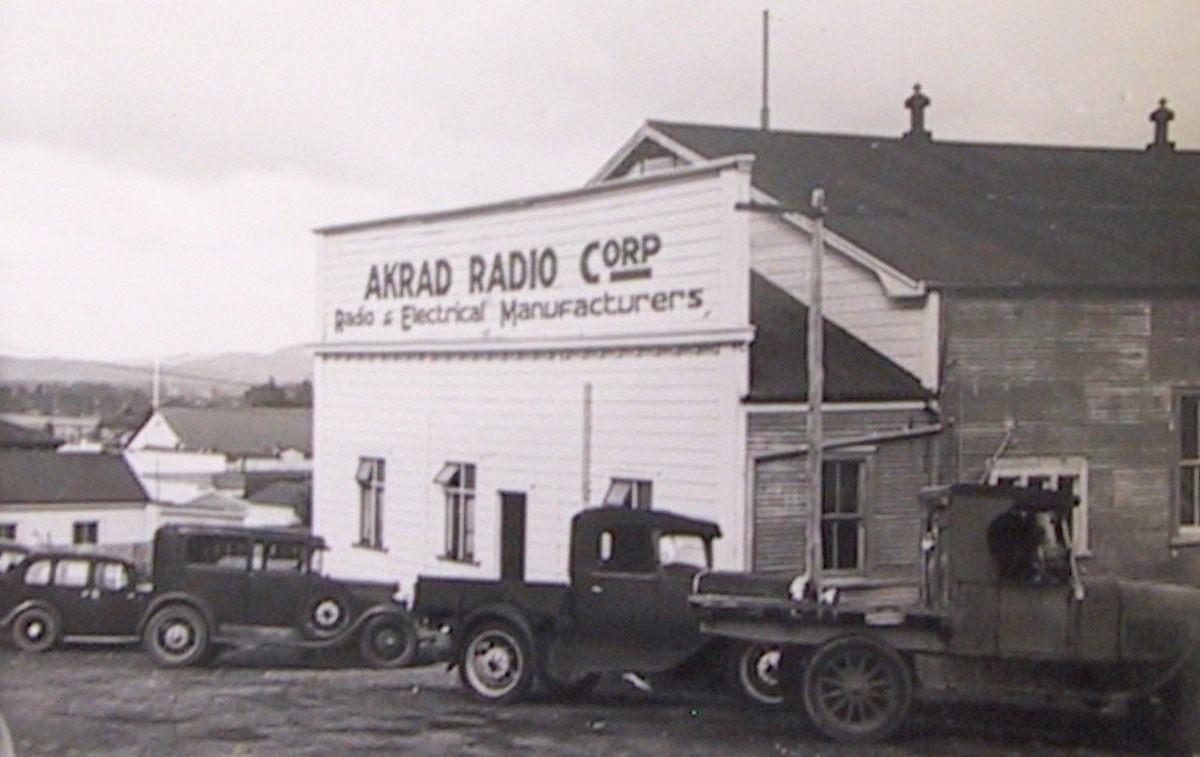 AKRAD RADIO CORP
Radio & Electrical Manufacturers